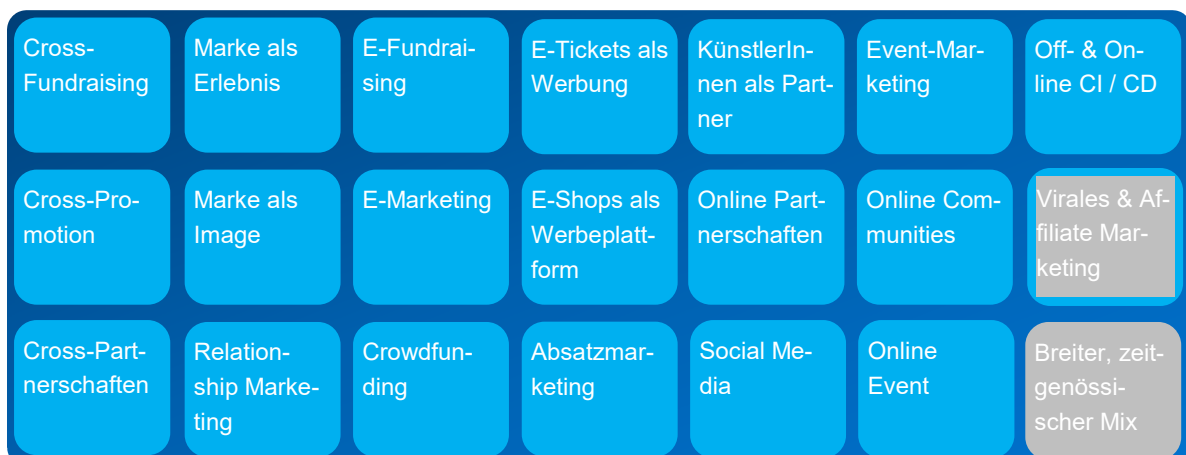 Cross-
Fundraising
Marke als
Erlebnis
E-Fundrai-
sing
E-Tickets als
Werbung
KünstlerIn-
nen als Part-
ner
Event-Mar-
keting
Off- & On-
line CI / CD
Cross-Pro-
motion
Marke als
Image
E-Marketing
E-Shops als
Werbeplatt-
form
Online Part-
nerschaften
Online Com-
munities
Virales & Af-
filiate Mar-
keting
Cross-Part-
nerschaften
Relation-
ship Marke-
ting
Crowdfun-
ding
Absatzmar-
keting
Social Me-
dia
Online
Event
Breiter, zeit-
genössi-
scher Mix